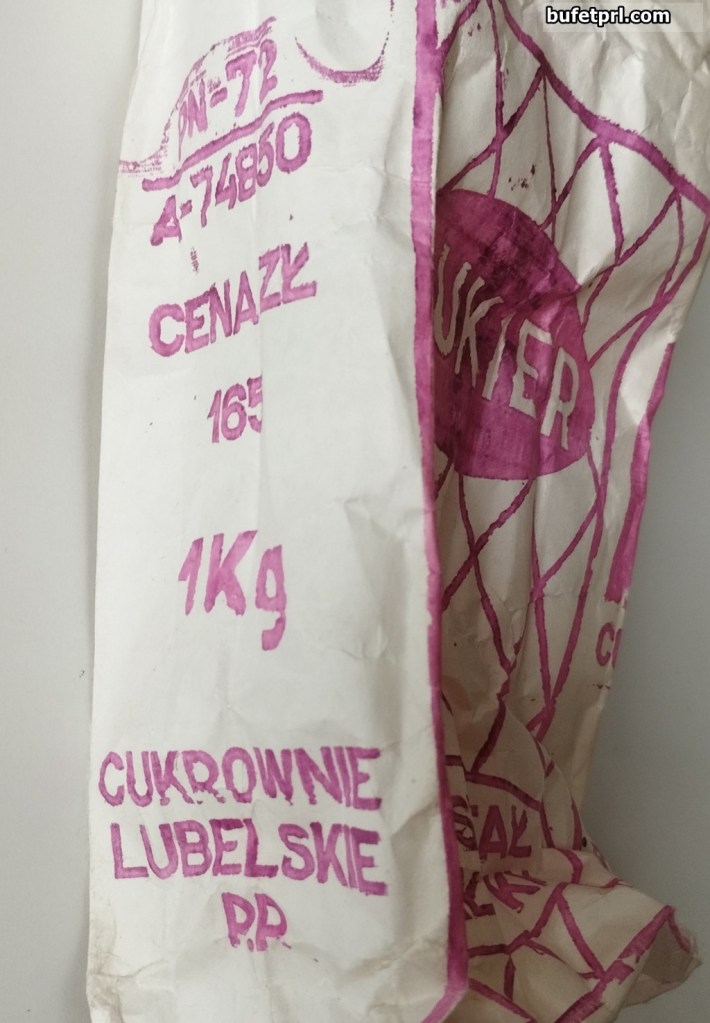 bufetprl.com
PN-72
A-74850
CENA ZŁ
165
1Kg
CUKROWNIE
LUBELSKIE
P.P.
UKIER